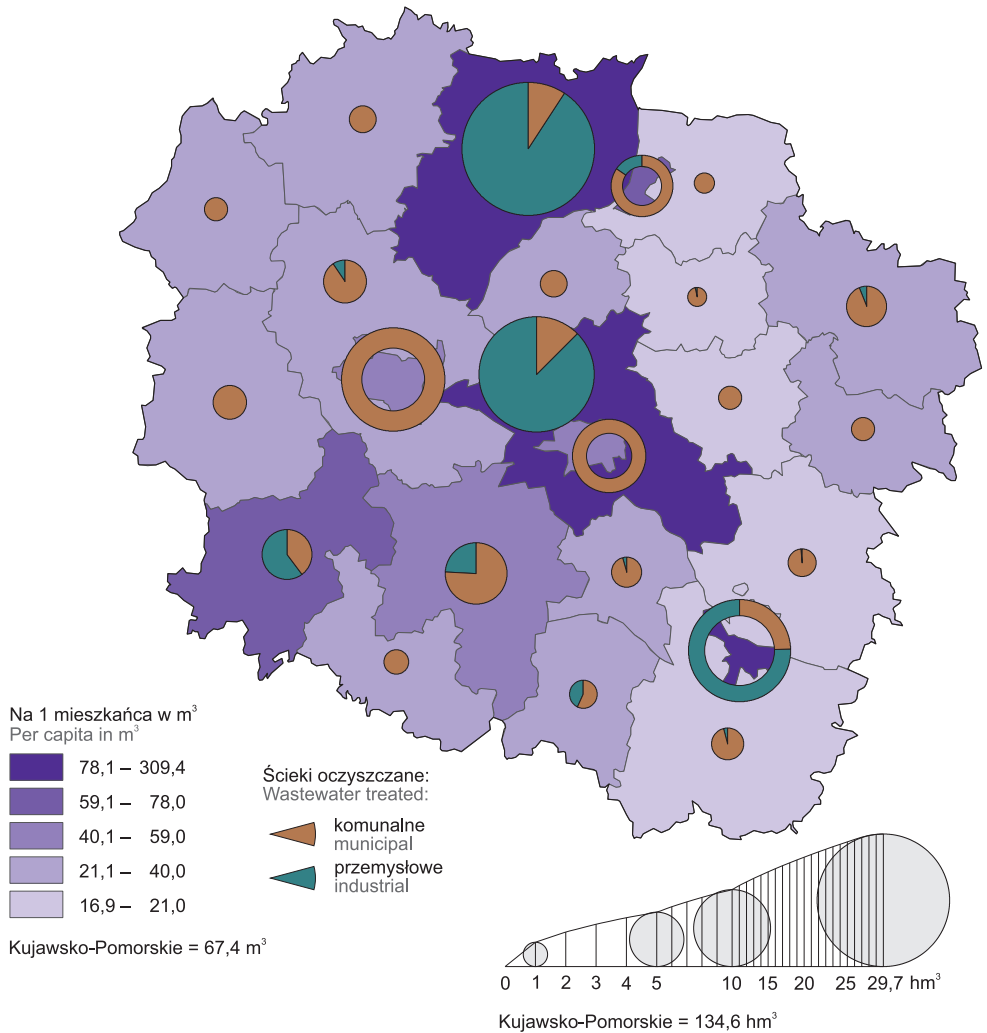 Na 1 mieszkańca w m³
Per capita in m³
78,1 – 309,4
59,1 – 78,0
40,1 – 59,0
21,1 – 40,0
16,9 – 21,0
Kujawsko-Pomorskie = 67,4 m³
Ścieki oczyszczane:
Wastewater treated:
komunalne
municipal
przemysłowe
industrial
0 1 2 3 4 5 10 15 20 25 29,7 hm³
Kujawsko-Pomorskie = 134,6 hm³